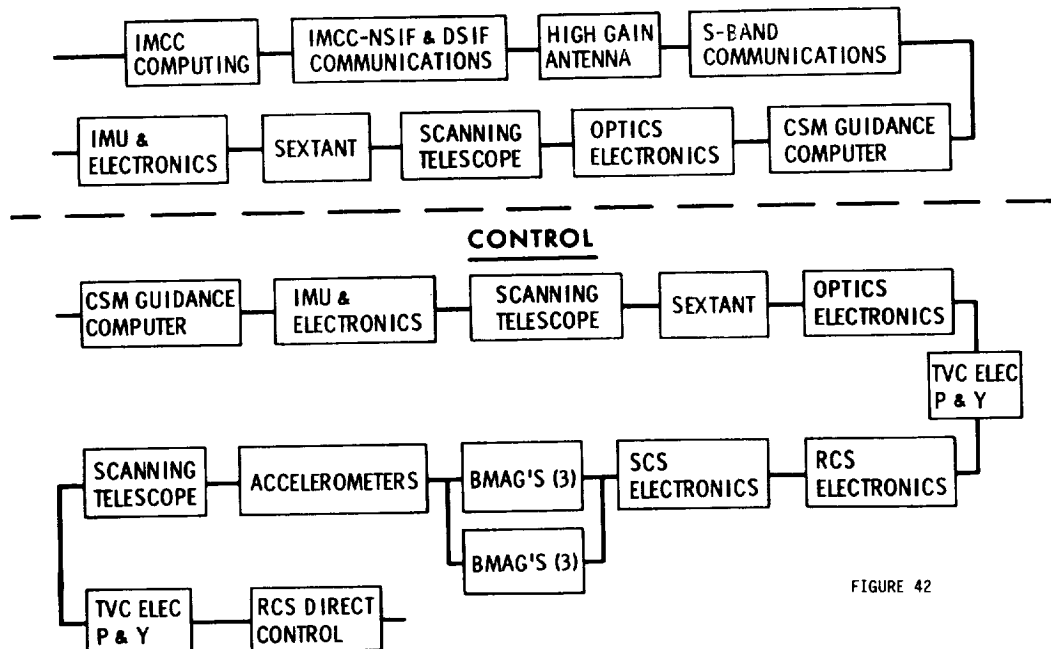 IMCC
COMPUTING
IMCC-NSIF & DSIF
COMMUNICATIONS
HIGH GAIN
ANTENNA
S-BAND
COMMUNICATIONS
IMU &
ELECTRONICS
SEXTANT
SCANNING
TELESCOPE
OPTICS
ELECTRONICS
CSM GUIDANCE
COMPUTER
CONTROL
CSM GUIDANCE
COMPUTER
IMU &
ELECTRONICS
SCANNING
TELESCOPE
SEXTANT
OPTICS
ELECTRONICS
TVC ELEC
P & Y
SCANNING
TELESCOPE
ACCELEROMETERS
BMAG'S (3)
BMAG'S (3)
SCS
ELECTRONICS
RCS
ELECTRONICS
TVC ELEC
P & Y
RCS DIRECT
CONTROL
FIGURE 42